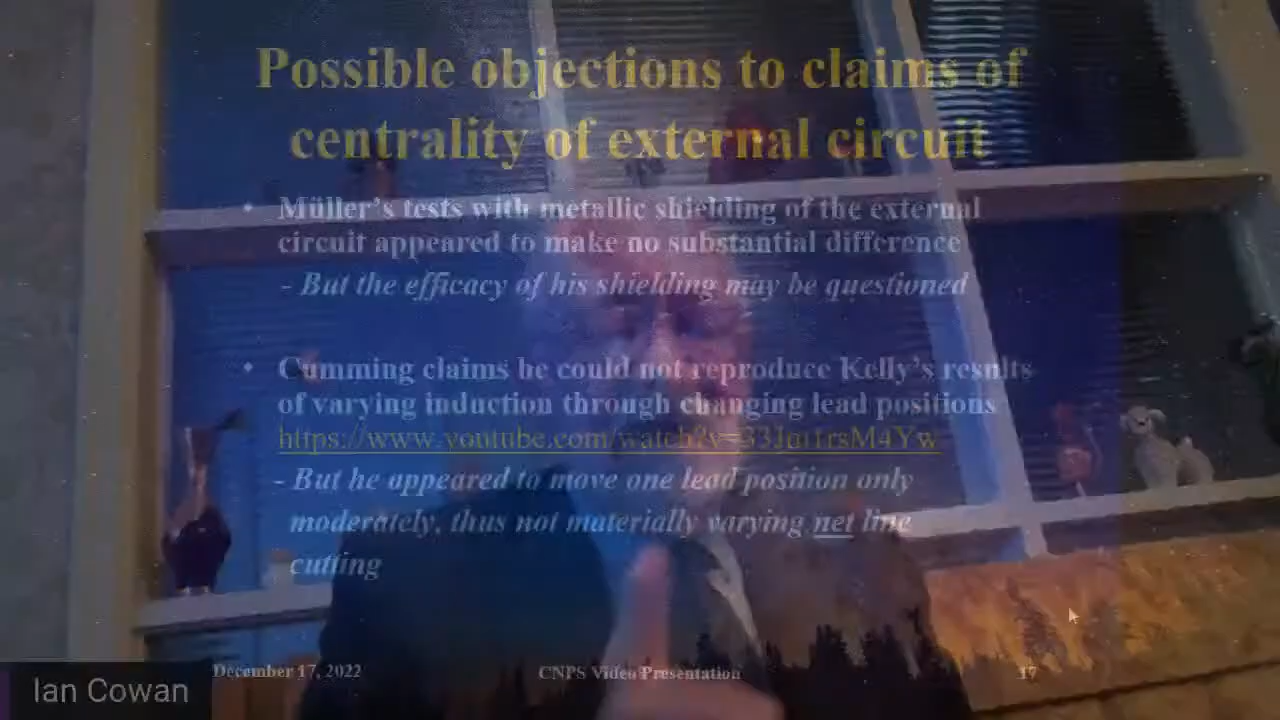 Possible objections to claims of
centrality of external circuit
• Müller's tests with metallic shielding of the external
circuit appeared to make no substantial difference
- But the efficacy of his shielding may be questioned
• Cumming claims he could not reproduce Kelly's results
of varying induction through changing lead positions
- But he appeared to move one lead position only
moderately, thus not materially varying net line
cutting
December 17, 2022
CNPS Video Presentation
17
Ian Cowan